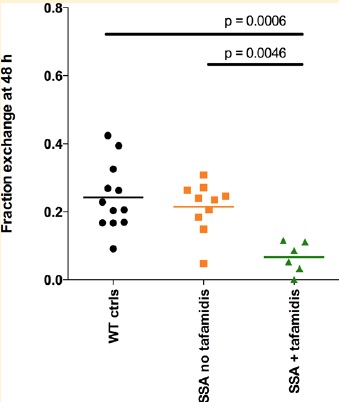 Fraction exchange at 48 h
0.8
0.6
0.4
0.2
0.0
p = 0.0006
p = 0.0046
WT ctrls
SSA no tafamidis
SSA + tafamidis